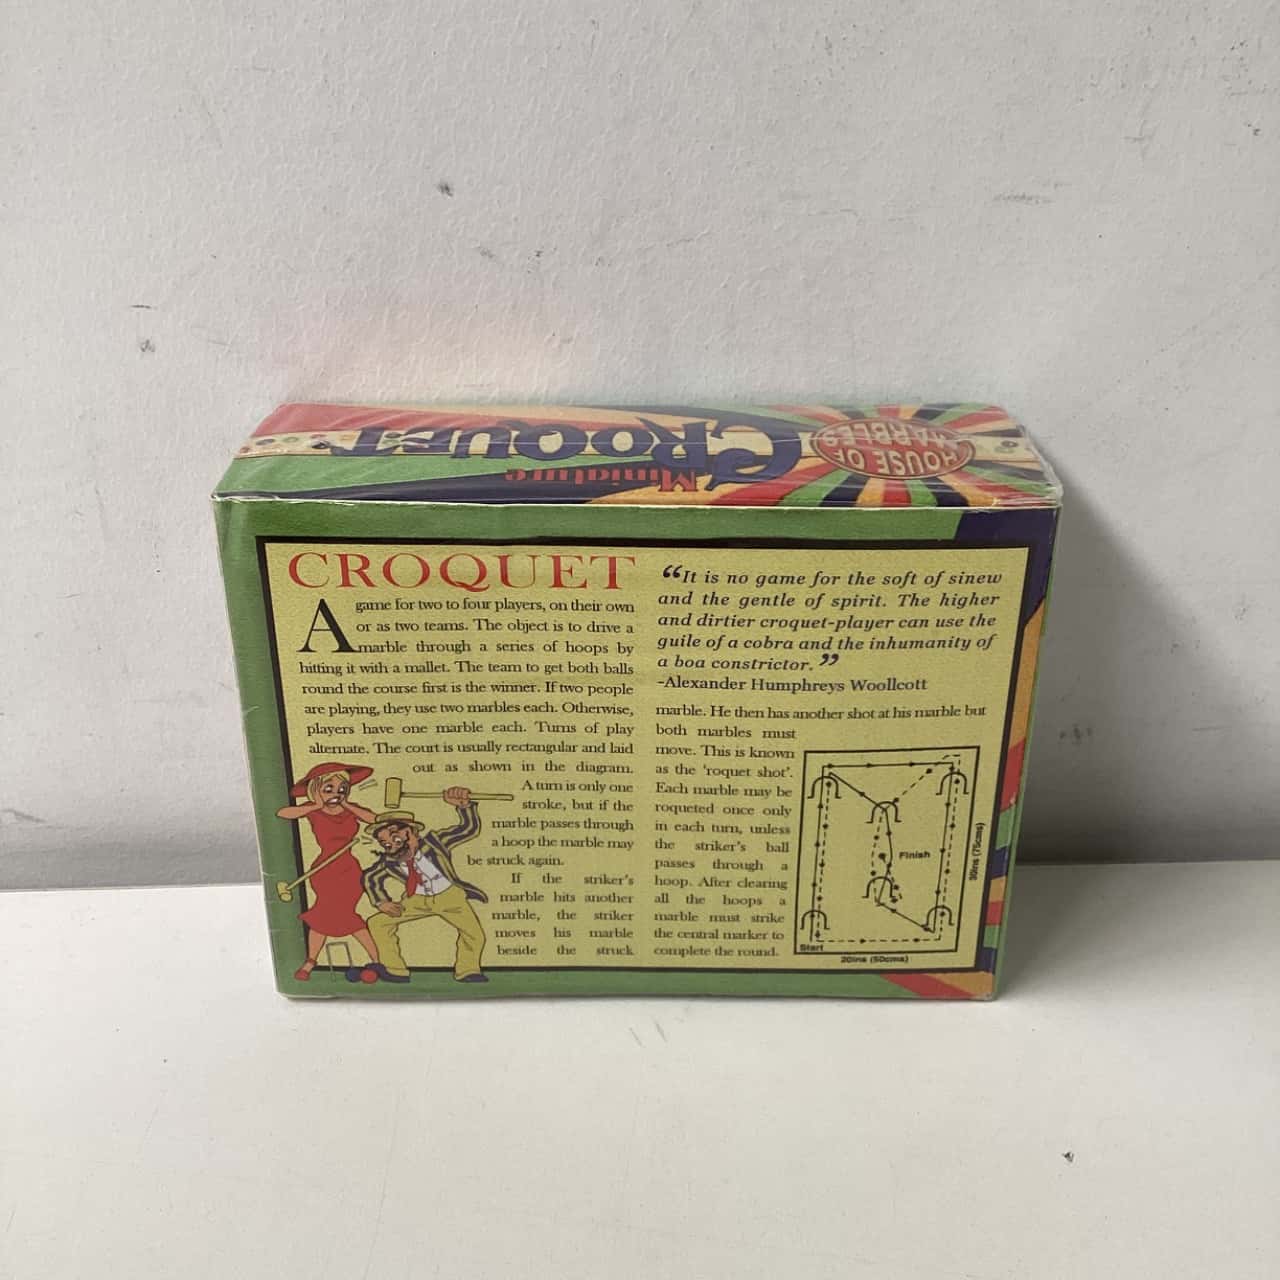 HOUSE OF
MARBLES
Miniature
CROQUET
CROQUET
A game for two to four players, on their own
or as two teams. The object is to drive a
marble through a series of hoops by
hitting it with a mallet. The team to get both balls
round the course first is the winner. If two people
are playing, they use two marbles each. Otherwise,
players have one marble each. Turns of play
alternate. The court is usually rectangular and laid
out as shown in the diagram.
A turn is only one
stroke, but if the
marble passes through
a hoop the marble may
be struck again.
If the striker's
marble hits another
marble, the striker
moves his marble
beside the struck
“It is no game for the soft of sinew
and the gentle of spirit. The higher
and dirtier croquet-player can use the
guile of a cobra and the inhumanity of
a boa constrictor.”
-Alexander Humphreys Woollcott
marble. He then has another shot at his marble but
both marbles must
move. This is known
as the 'roquet shot'.
Each marble may be
roqueted once only
in each turn, unless
the striker's ball
passes through a
hoop. After clearing
all the hoops a
marble must strike
the central marker to
complete the round.
Finish
Start
20ins (50cms)
30ins (75cms)